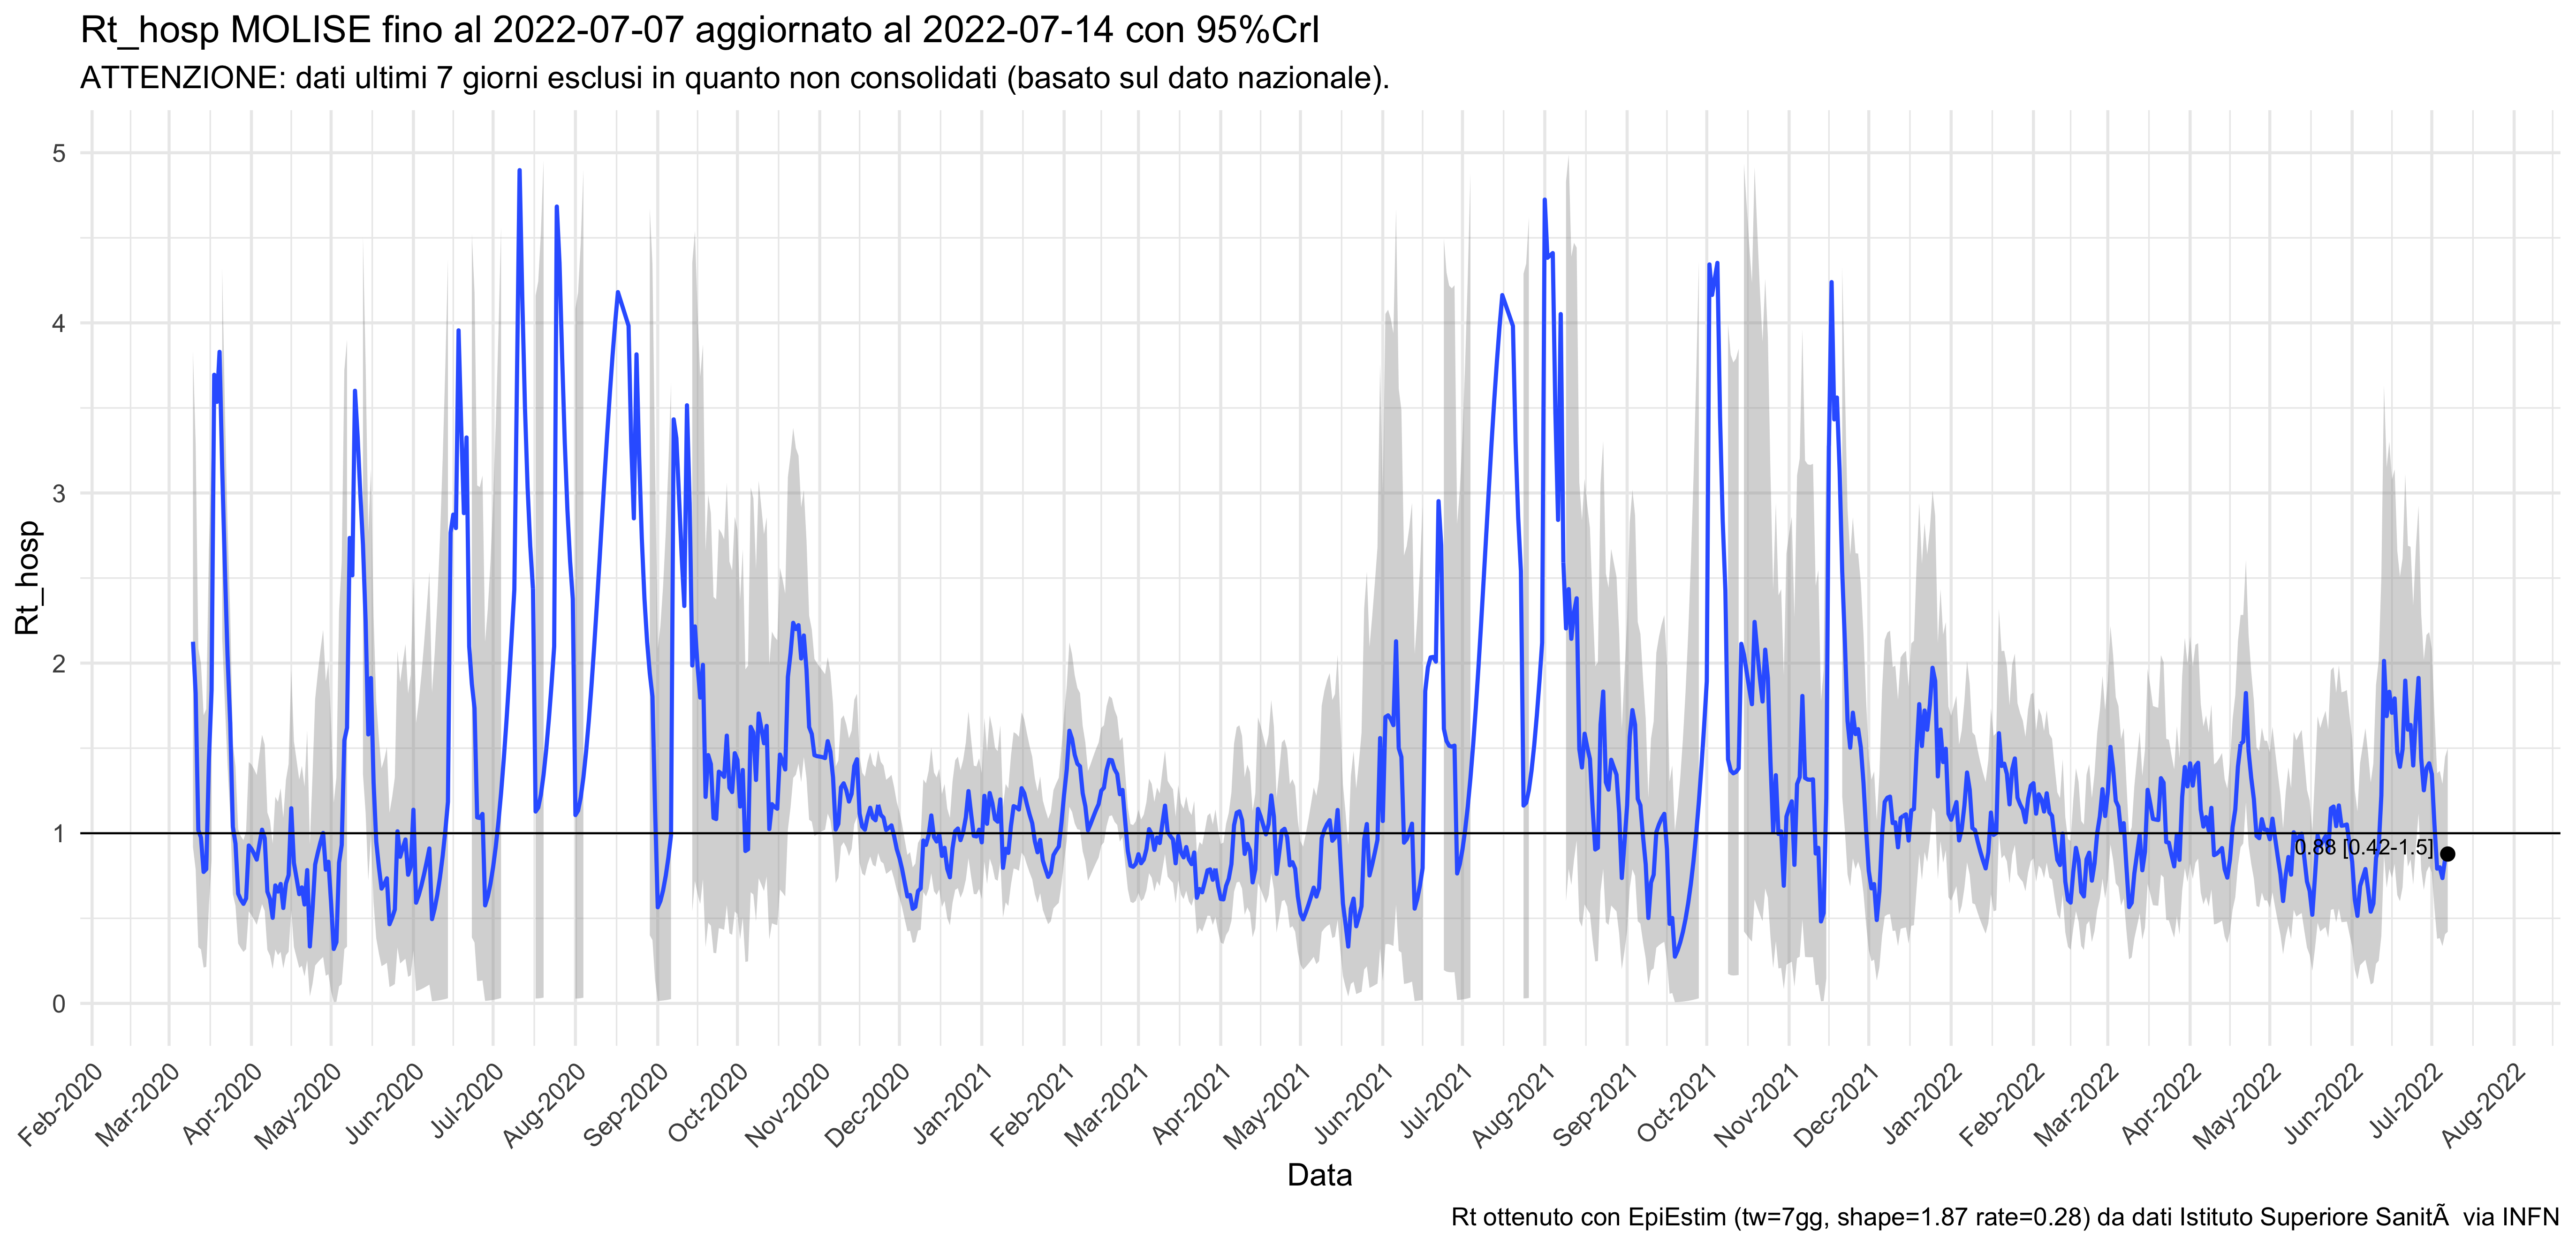 Rt_hosp MOLISE fino al 2022-07-07 aggiornato al 2022-07-14 con 95%CrI
ATTENZIONE: dati ultimi 7 giorni esclusi in quanto non consolidati (basato sul dato nazionale).
Rt_hosp
5
4
3
2
1
0
0.88 [0.42-1.5]
Feb-2020
Mar-2020
Apr-2020
May-2020
Jun-2020
Jul-2020
Aug-2020
Sep-2020
Oct-2020
Nov-2020
Dec-2020
Jan-2021
Feb-2021
Mar-2021
Apr-2021
May-2021
Jun-2021
Jul-2021
Aug-2021
Sep-2021
Oct-2021
Nov-2021
Dec-2021
Jan-2022
Feb-2022
Mar-2022
Apr-2022
May-2022
Jun-2022
Jul-2022
Aug-2022
Data
Rt ottenuto con EpiEstim (tw=7gg, shape=1.87 rate=0.28) da dati Istituto Superiore SanitÃ  via INFN